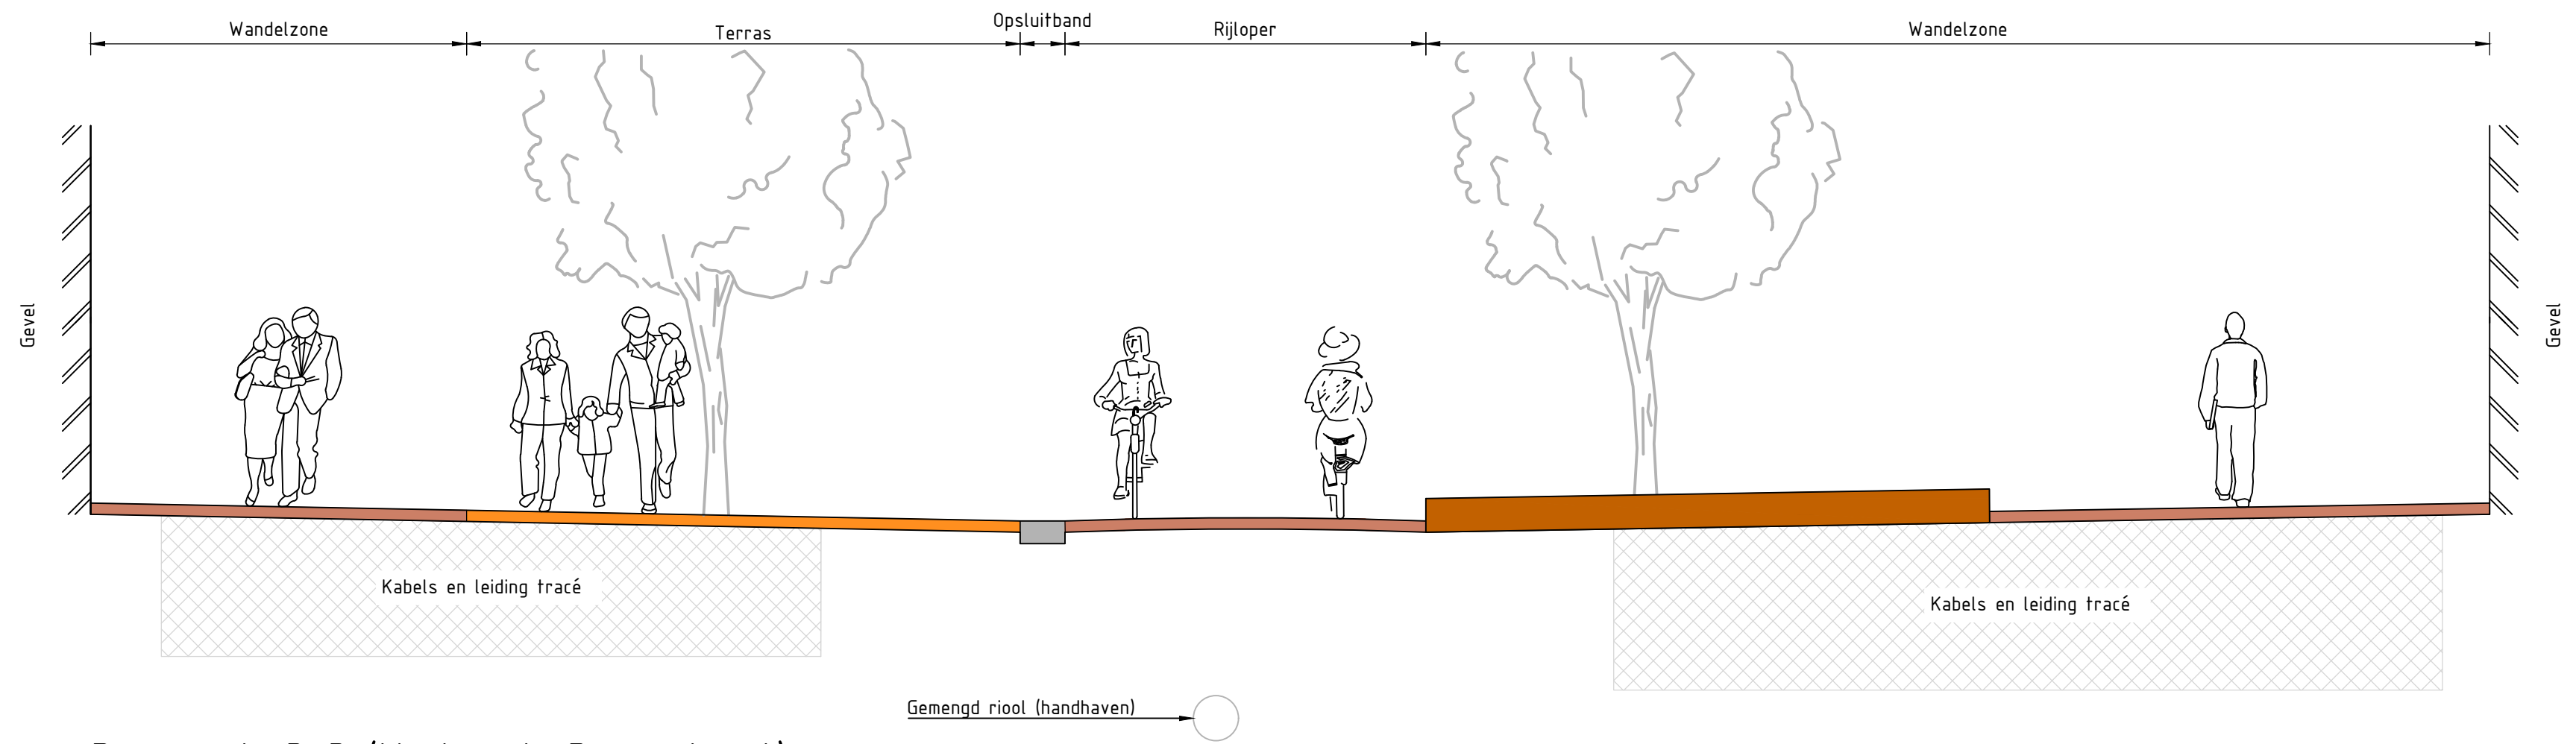 Wandelzone
Terras
Opsluitband
Rijloper
Wandelzone
Gevel
Gevel
Kabels en leiding tracé
Kabels en leiding tracé
Gemengd riool (handhaven)